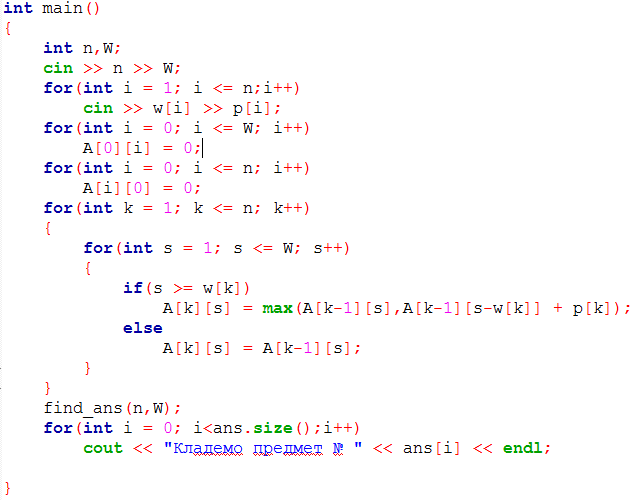 int main()
{
    int n,W;
    cin >> n >> W;
    for(int i = 1; i <= n;i++)
        cin >> w[i] >> p[i];
    for(int i = 0; i <= W; i++)
        A[0][i] = 0;
    for(int i = 0; i <= n; i++)
        A[i][0] = 0;
    for(int k = 1; k <= n; k++)
    {
        for(int s = 1; s <= W; s++)
        {
            if(s >= w[k])
                A[k][s] = max(A[k-1][s],A[k-1][s-w[k]] + p[k]);
            else
                A[k][s] = A[k-1][s];
        }
    }
    find_ans(n,W);
    for(int i = 0; i<ans.size();i++)
        cout << "Кладемо предмет № " << ans[i] << endl;
}